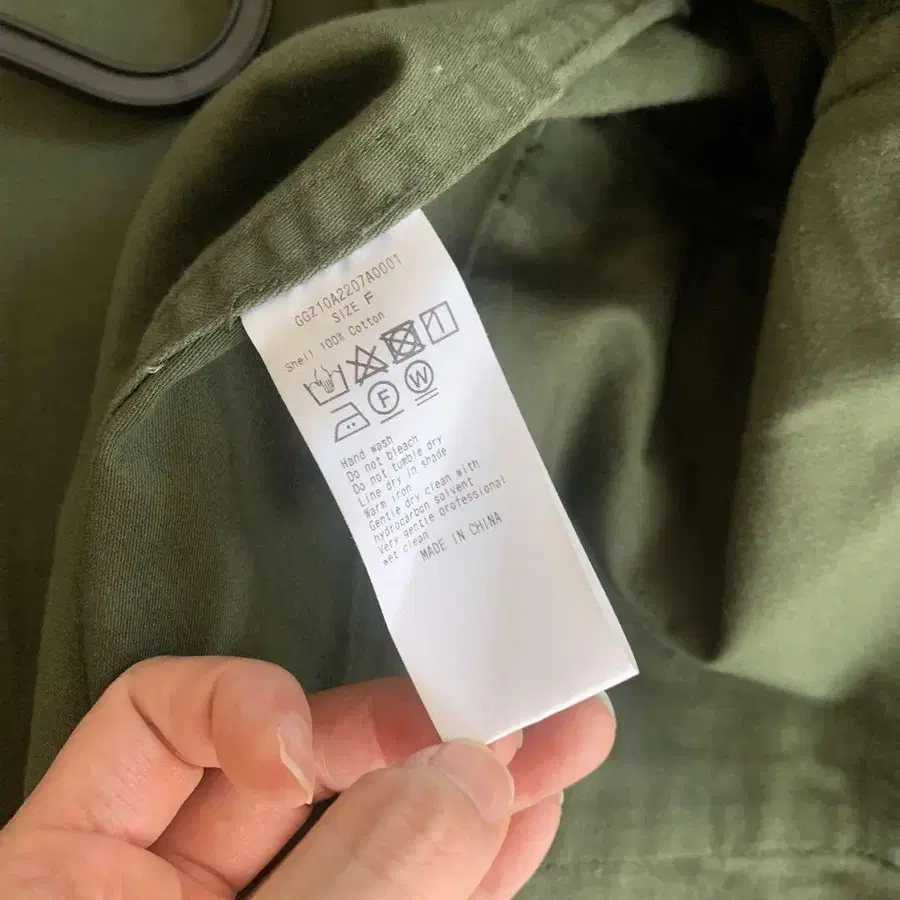 GGZ10A2207A0001
SIZE F
Shell 100% Cotton
F W
Hand wash
Do not bleach
Do not tumble dry
Line dry in shade
Warm iron
Gentle dry clean with
hydrocarbon solvent
Very gentle professional
wet clean
MADE IN CHINA